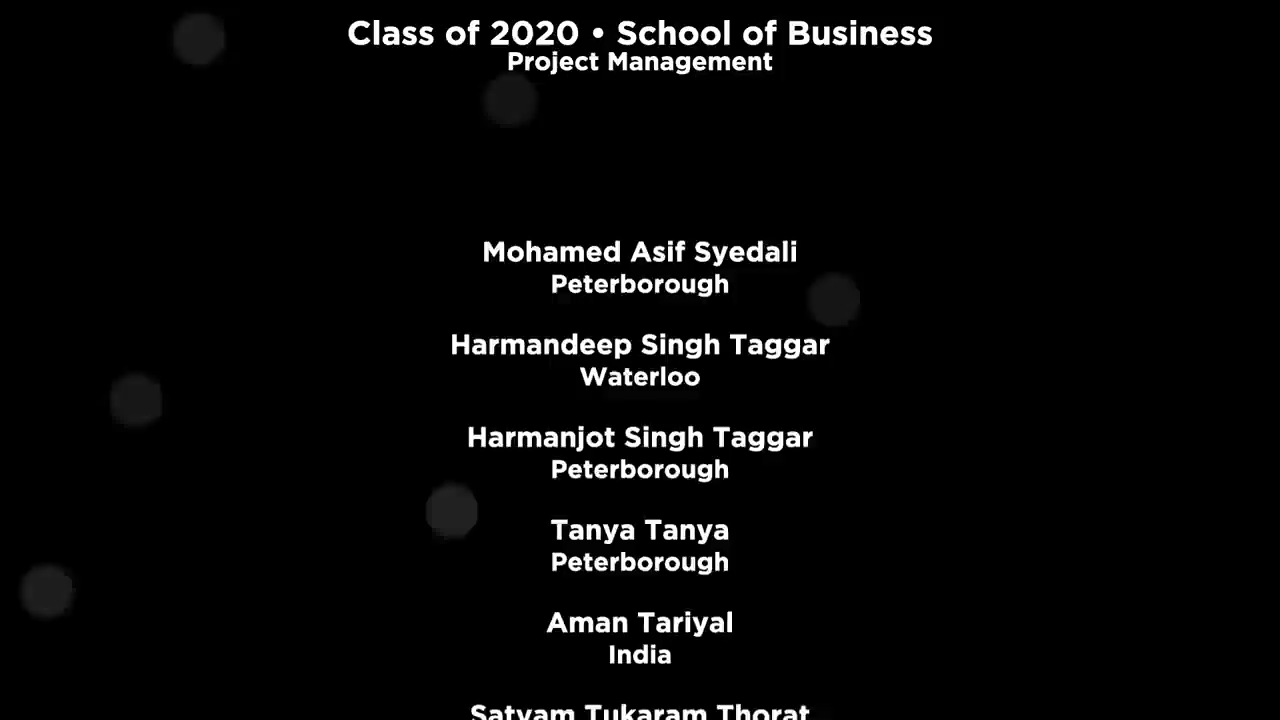 Class of 2020 • School of Business
Project Management
Mohamed Asif Syedali
Peterborough
Harmandeep Singh Taggar
Waterloo
Harmanjot Singh Taggar
Peterborough
Tanya Tanya
Peterborough
Aman Tariyal
India
Satyam Tukaram Thorat